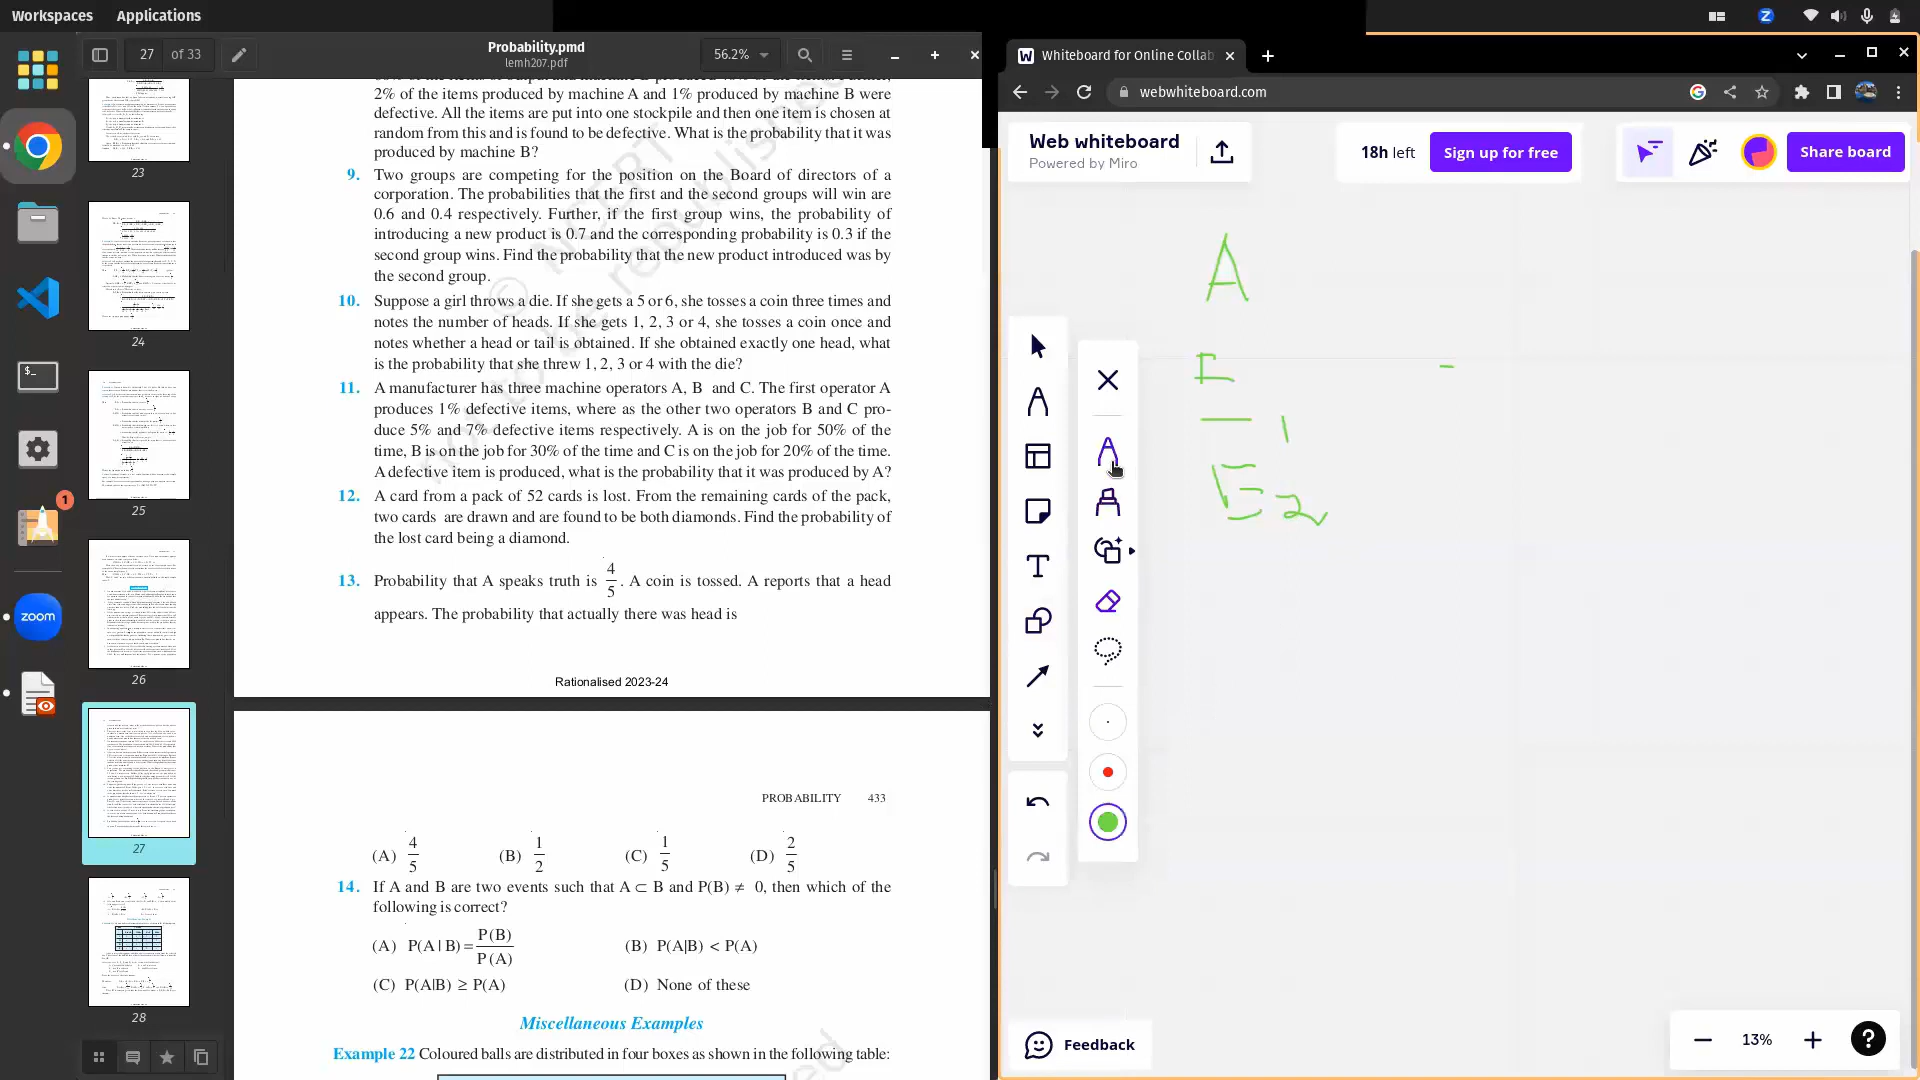 Workspaces Applications
27 of 33
Probability.pmd
lemh207.pdf
56.2%
23
24
25
26
27
28
1
zoom
2% of the items produced by machine A and 1% produced by machine B were
defective. All the items are put into one stockpile and then one item is chosen at
random from this and is found to be defective. What is the probability that it was
produced by machine B?
9. Two groups are competing for the position on the Board of directors of a
corporation. The probabilities that the first and the second groups will win are
0.6 and 0.4 respectively. Further, if the first group wins, the probability of
introducing a new product is 0.7 and the corresponding probability is 0.3 if the
second group wins. Find the probability that the new product introduced was by
the second group.
10. Suppose a girl throws a die. If she gets a 5 or 6, she tosses a coin three times and
notes the number of heads. If she gets 1, 2, 3 or 4, she tosses a coin once and
notes whether a head or tail is obtained. If she obtained exactly one head, what
is the probability that she threw 1, 2, 3 or 4 with the die?
11. A manufacturer has three machine operators A, B and C. The first operator A
produces 1% defective items, where as the other two operators B and C pro-
duce 5% and 7% defective items respectively. A is on the job for 50% of the
time, B is on the job for 30% of the time and C is on the job for 20% of the time.
A defective item is produced, what is the probability that it was produced by A?
12. A card from a pack of 52 cards is lost. From the remaining cards of the pack,
two cards are drawn and are found to be both diamonds. Find the probability of
the lost card being a diamond.
13. Probability that A speaks truth is 4/5. A coin is tossed. A reports that a head
appears. The probability that actually there was head is
Rationalised 2023-24
PROBABILITY 433
(A) 4/5 (B) 1/2 (C) 1/5 (D) 2/5
14. If A and B are two events such that A ⊂ B and P(B) ≠ 0, then which of the
following is correct?
(A) P(A | B) = P(B)/P(A) (B) P(A|B) < P(A)
(C) P(A|B) ≥ P(A) (D) None of these
Miscellaneous Examples
Example 22 Coloured balls are distributed in four boxes as shown in the following table:
© NCERT
not to be republished
Whiteboard for Online Collab
webwhiteboard.com
Web whiteboard
Powered by Miro
18h left
Sign up for free
Share board
A
E
1
E2
Feedback
13%